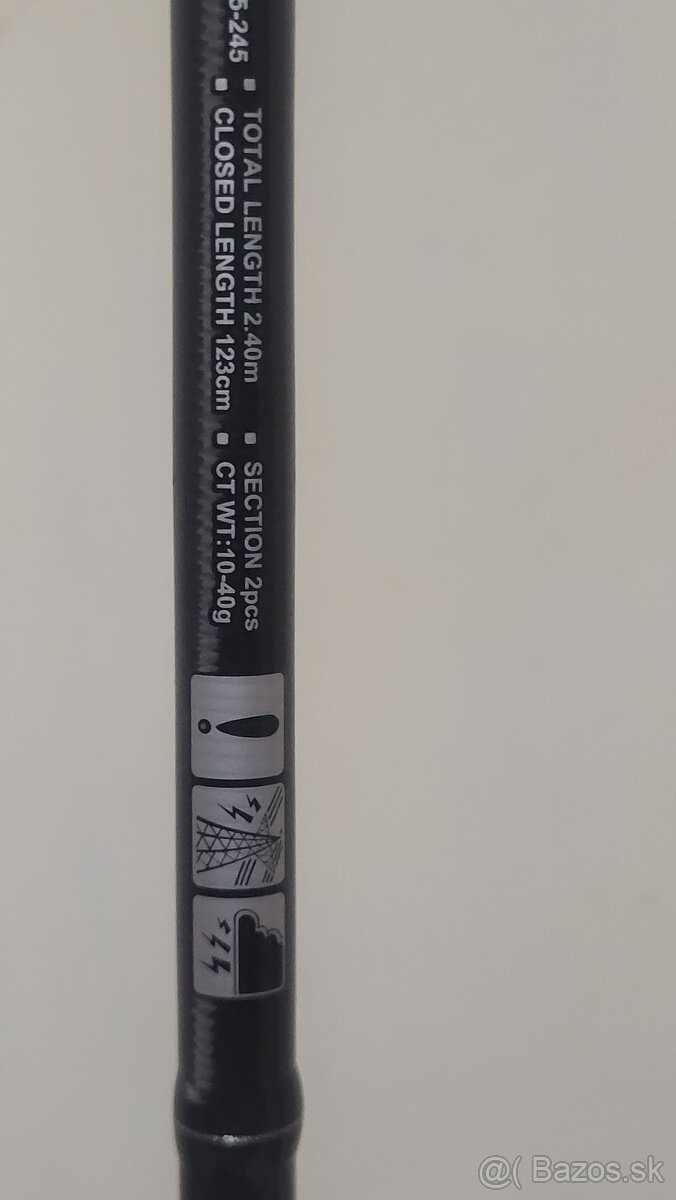 5-245 ▪ TOTAL LENGTH 2.40m ▪ SECTION 2pcs
▪ CLOSED LENGTH 123cm ▪ CT WT:10-40g
@( Bazos.sk